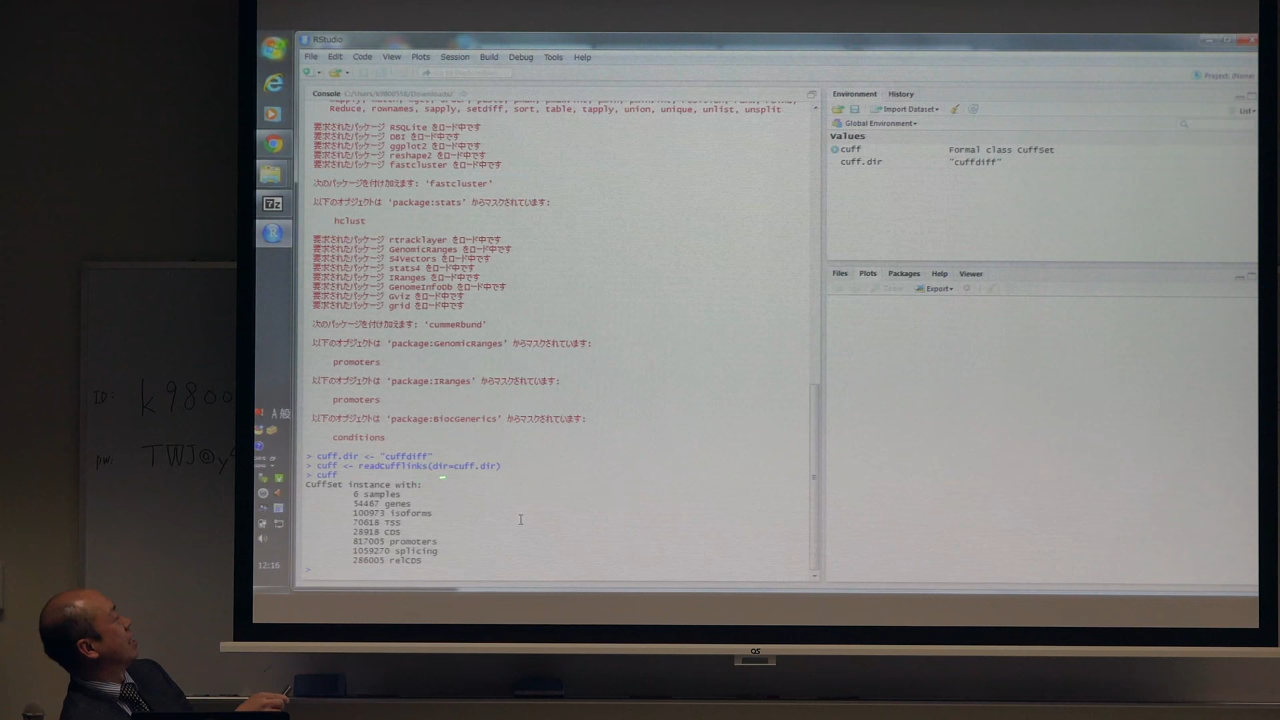 RStudio
File Edit Code View Plots Session Build Debug Tools Help
Project: (None)
Console
Reduce, rownames, sapply, setdiff, sort, table, tapply, union, unique, unlist, unsplit
要求されたパッケージ RSQLite をロード中です
要求されたパッケージ DBI をロード中です
要求されたパッケージ ggplot2 をロード中です
要求されたパッケージ reshape2 をロード中です
要求されたパッケージ fastcluster をロード中です
次のパッケージを付け加えます: 'fastcluster'
以下のオブジェクトは 'package:stats' からマスクされています:
hclust
要求されたパッケージ rtracklayer をロード中です
要求されたパッケージ GenomicRanges をロード中です
要求されたパッケージ S4Vectors をロード中です
要求されたパッケージ stats4 をロード中です
要求されたパッケージ IRanges をロード中です
要求されたパッケージ GenomeInfoDb をロード中です
要求されたパッケージ Gviz をロード中です
要求されたパッケージ grid をロード中です
次のパッケージを付け加えます: 'cummeRbund'
以下のオブジェクトは 'package:GenomicRanges' からマスクされています:
promoters
以下のオブジェクトは 'package:IRanges' からマスクされています:
promoters
以下のオブジェクトは 'package:BiocGenerics' からマスクされています:
conditions
> cuff.dir <- "cuffdiff"
> cuff <- readCufflinks(dir=cuff.dir)
> cuff
CuffSet instance with:
6 samples
54467 genes
100973 isoforms
70618 TSS
28918 CDS
817005 promoters
1059270 splicing
286005 relCDS
>
Environment History
Import Dataset
List
Global Environment
values
cuff Formal class CuffSet
cuff.dir "cuffdiff"
Files Plots Packages Help Viewer
Zoom Export
A 般
12:16
ID: k9800
pw: TWJ@y
OS